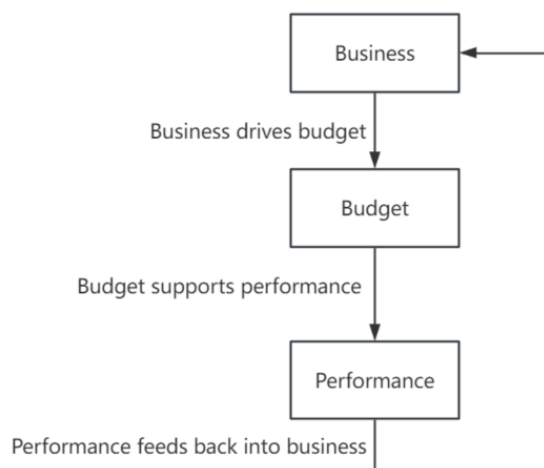 Business
Business drives budget
Budget
Budget supports performance
Performance
Performance feeds back into business